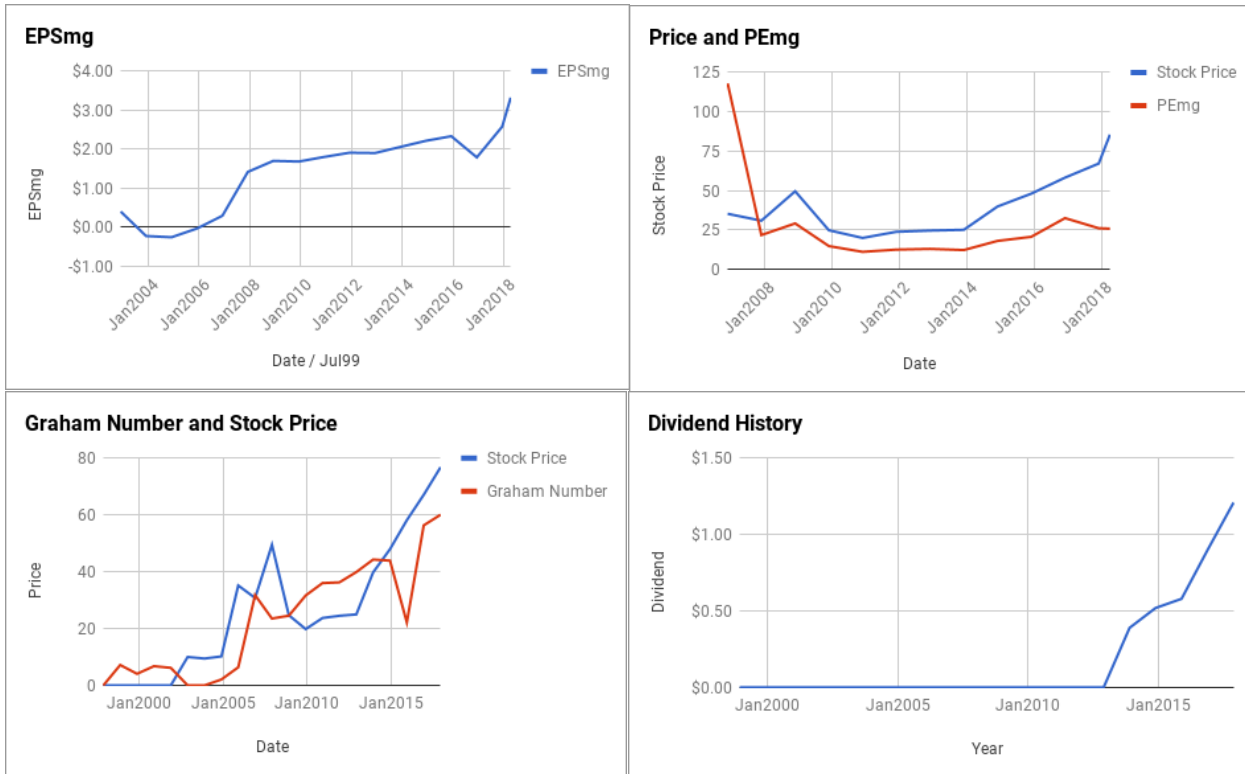 EPSmg
EPSmg
$4.00
$3.00
$2.00
$1.00
$0.00
-$1.00
EPSmg
Jan2004
Jan2006
Jan2008
Jan2010
Jan2012
Jan2014
Jan2016
Jan2018
Date / Jul99
Price and PEmg
Stock Price
PEmg
125
100
75
50
25
0
Stock Price
Jan2008
Jan2010
Jan2012
Jan2014
Jan2016
Jan2018
Date
Graham Number and Stock Price
Stock Price
Graham Number
80
60
40
20
0
Price
Jan2000
Jan2005
Jan2010
Jan2015
Date
Dividend History
$1.50
$1.00
$0.50
$0.00
Dividend
Jan2000
Jan2005
Jan2010
Jan2015
Year